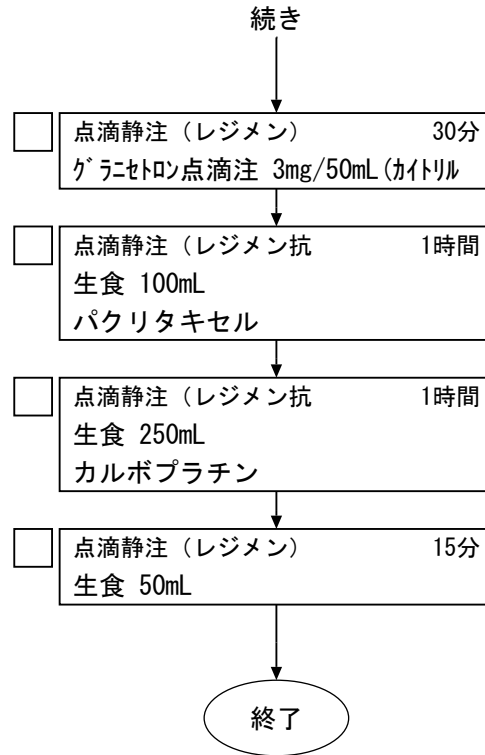 続き
点滴静注（レジメン） 30分
グラニセトロン点滴注 3mg/50mL(カイトリル
点滴静注（レジメン抗 1時間
生食 100mL
パクリタキセル
点滴静注（レジメン抗 1時間
生食 250mL
カルボプラチン
点滴静注（レジメン） 15分
生食 50mL
終了